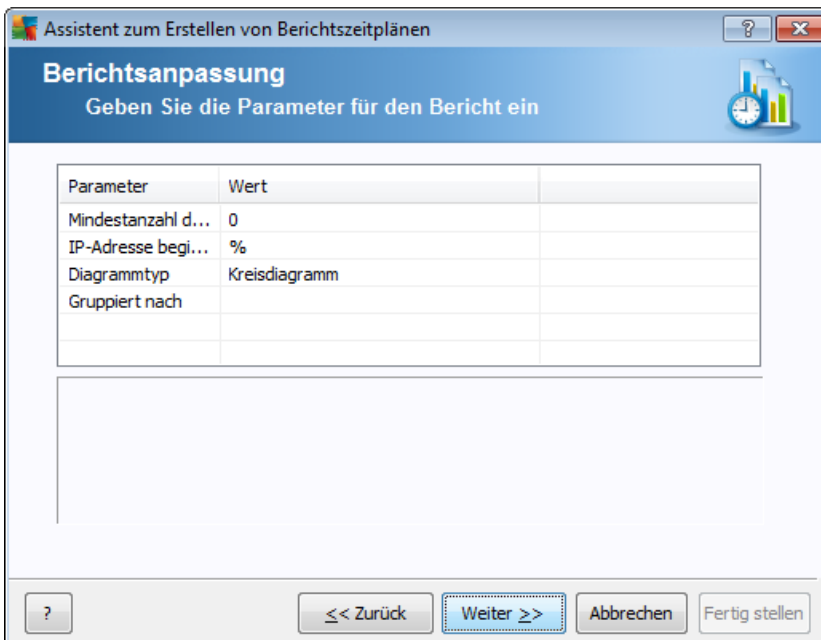 Assistent zum Erstellen von Berichtszeitplänen
?
Berichtsanpassung
Geben Sie die Parameter für den Bericht ein
Parameter Wert
Mindestanzahl d... 0
IP-Adresse begi... %
Diagrammtyp Kreisdiagramm
Gruppiert nach
? << Zurück Weiter >> Abbrechen Fertig stellen